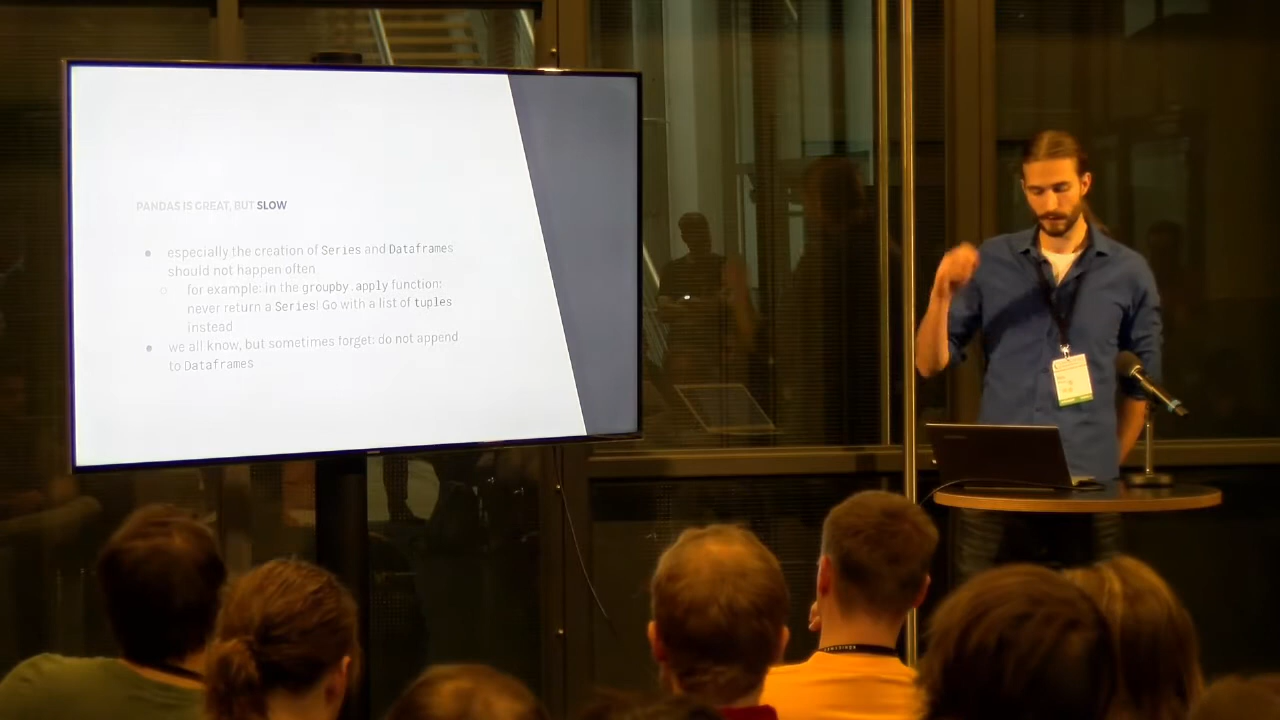 PANDAS IS GREAT, BUT SLOW
● especially the creation of Series and Dataframes
should not happen often
○ for example: in the groupby.apply function:
never return a Series! Go with a list of tuples
instead
● we all know, but sometimes forget: do not append
to Dataframes